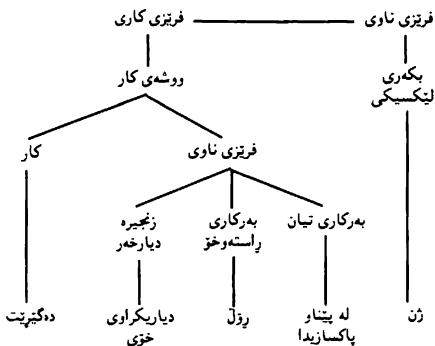 فرێزی ناوی
فرێزی کاری
بکەری
لێکسیکی
ووشەی کار
فرێزی ناوی
کار
بەرکاری تیان
بەرکاری
ڕاستەوخۆ
زنجیرە
دیارخەر
ژن
لە پێناو
پاکسازیدا
ڕۆڵ
دیاریکراوی
خۆی
دەگێڕێت